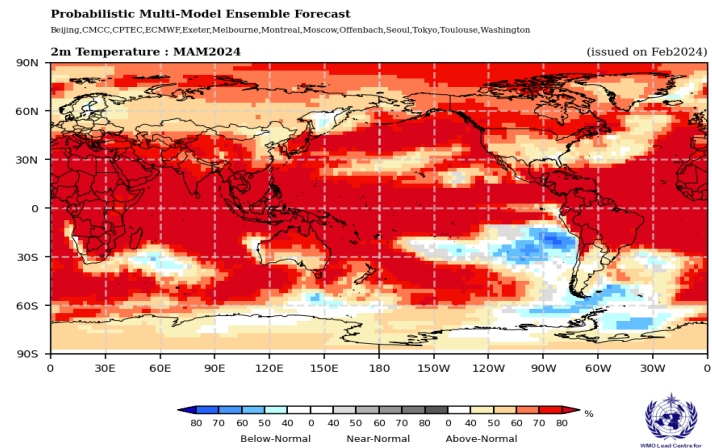 Probabilistic Multi-Model Ensemble Forecast
Beijing,CMCC,CPTEC,ECMWF,Exeter,Melbourne,Montreal,Moscow,Offenbach,Seoul,Tokyo,Toulouse,Washington
2m Temperature : MAM2024 (issued on Feb2024)
90N
60N
30N
0
30S
60S
90S
0 30E 60E 90E 120E 150E 180 150W 120W 90W 60W 30W 0
80 70 60 50 40 0 40 50 60 70 80 0 40 50 60 70 80 %
Below-Normal Near-Normal Above-Normal
WMO Lead Centre for